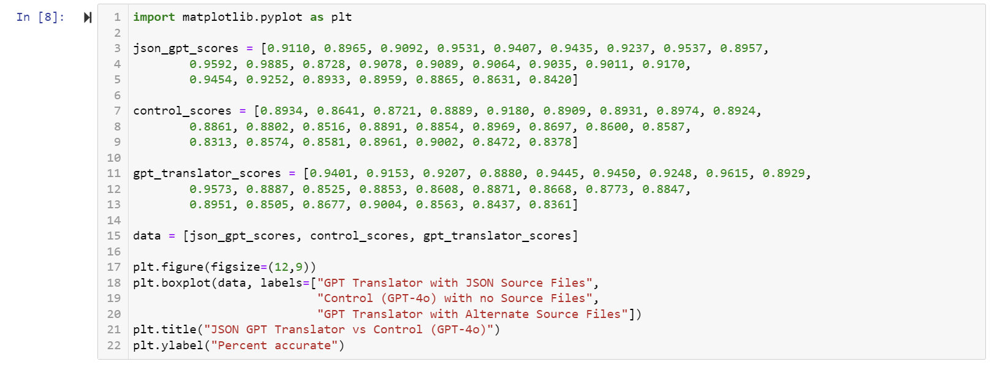 In [8]:
1 import matplotlib.pyplot as plt
2
3 json_gpt_scores = [0.9110, 0.8965, 0.9092, 0.9531, 0.9407, 0.9435, 0.9237, 0.9537, 0.8957,
4 0.9592, 0.9885, 0.8728, 0.9078, 0.9089, 0.9064, 0.9035, 0.9011, 0.9170,
5 0.9454, 0.9252, 0.8933, 0.8959, 0.8865, 0.8631, 0.8420]
6
7 control_scores = [0.8934, 0.8641, 0.8721, 0.8889, 0.9180, 0.8909, 0.8931, 0.8974, 0.8924,
8 0.8861, 0.8802, 0.8516, 0.8891, 0.8854, 0.8969, 0.8697, 0.8600, 0.8587,
9 0.8313, 0.8574, 0.8581, 0.8961, 0.9002, 0.8472, 0.8378]
10
11 gpt_translator_scores = [0.9401, 0.9153, 0.9207, 0.8880, 0.9445, 0.9450, 0.9248, 0.9615, 0.8929,
12 0.9573, 0.8887, 0.8525, 0.8853, 0.8608, 0.8871, 0.8668, 0.8773, 0.8847,
13 0.8951, 0.8505, 0.8677, 0.9004, 0.8563, 0.8437, 0.8361]
14
15 data = [json_gpt_scores, control_scores, gpt_translator_scores]
16
17 plt.figure(figsize=(12,9))
18 plt.boxplot(data, labels=["GPT Translator with JSON Source Files",
19 "Control (GPT-4o) with no Source Files",
20 "GPT Translator with Alternate Source Files"])
21 plt.title("JSON GPT Translator vs Control (GPT-4o)")
22 plt.ylabel("Percent accurate")